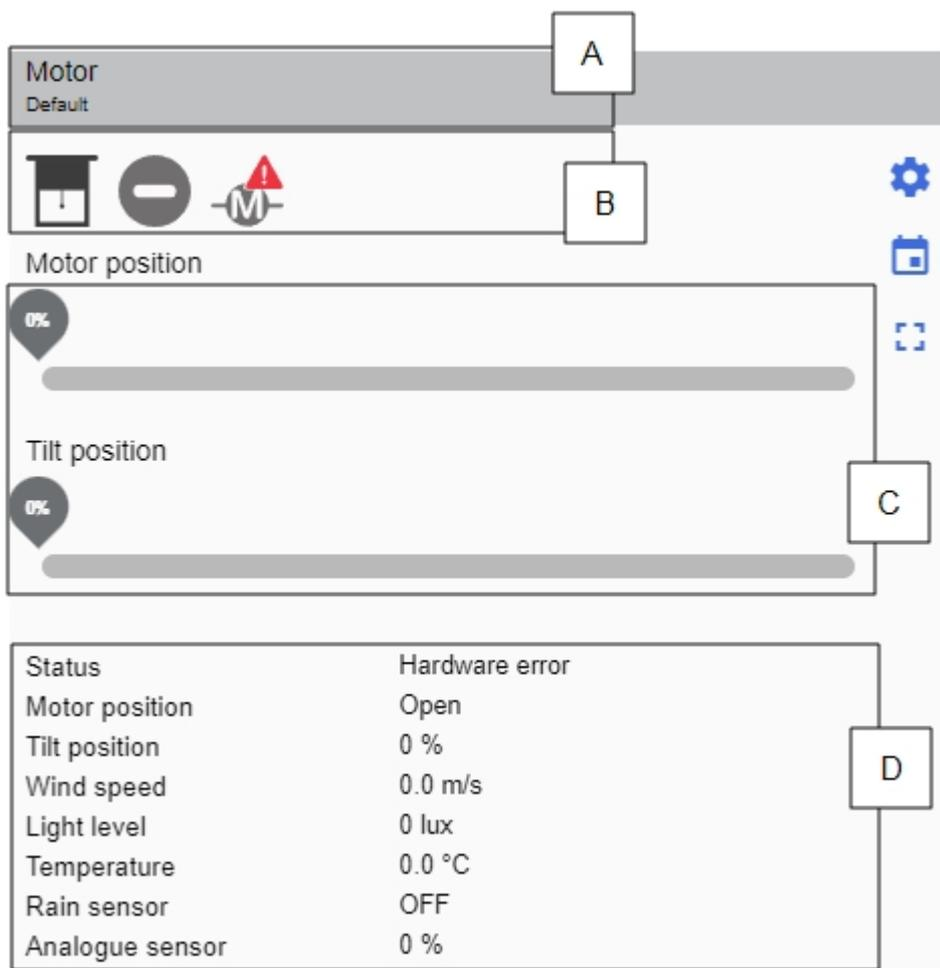 A
Motor
Default
M
B
Motor position
0%
Tilt position
0%
C
Status Hardware error
Motor position Open
Tilt position 0 %
Wind speed 0.0 m/s
D
Light level 0 lux
Temperature 0.0 °C
Rain sensor OFF
Analogue sensor 0 %